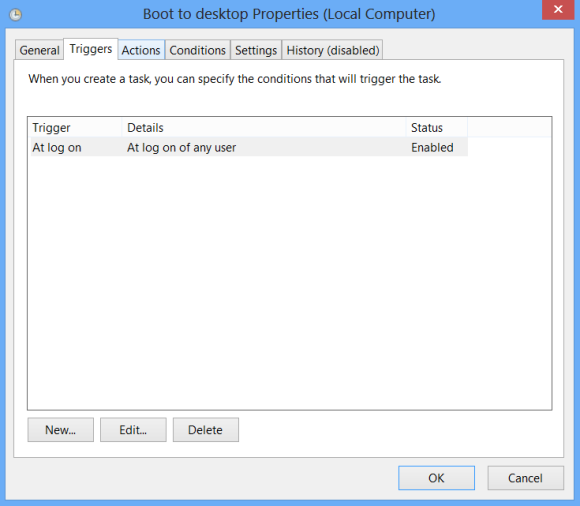 Boot to desktop Properties (Local Computer)
General Triggers Actions Conditions Settings History (disabled)
When you create a task, you can specify the conditions that will trigger the task.
Trigger Details Status
At log on At log on of any user Enabled
New... Edit... Delete
OK Cancel